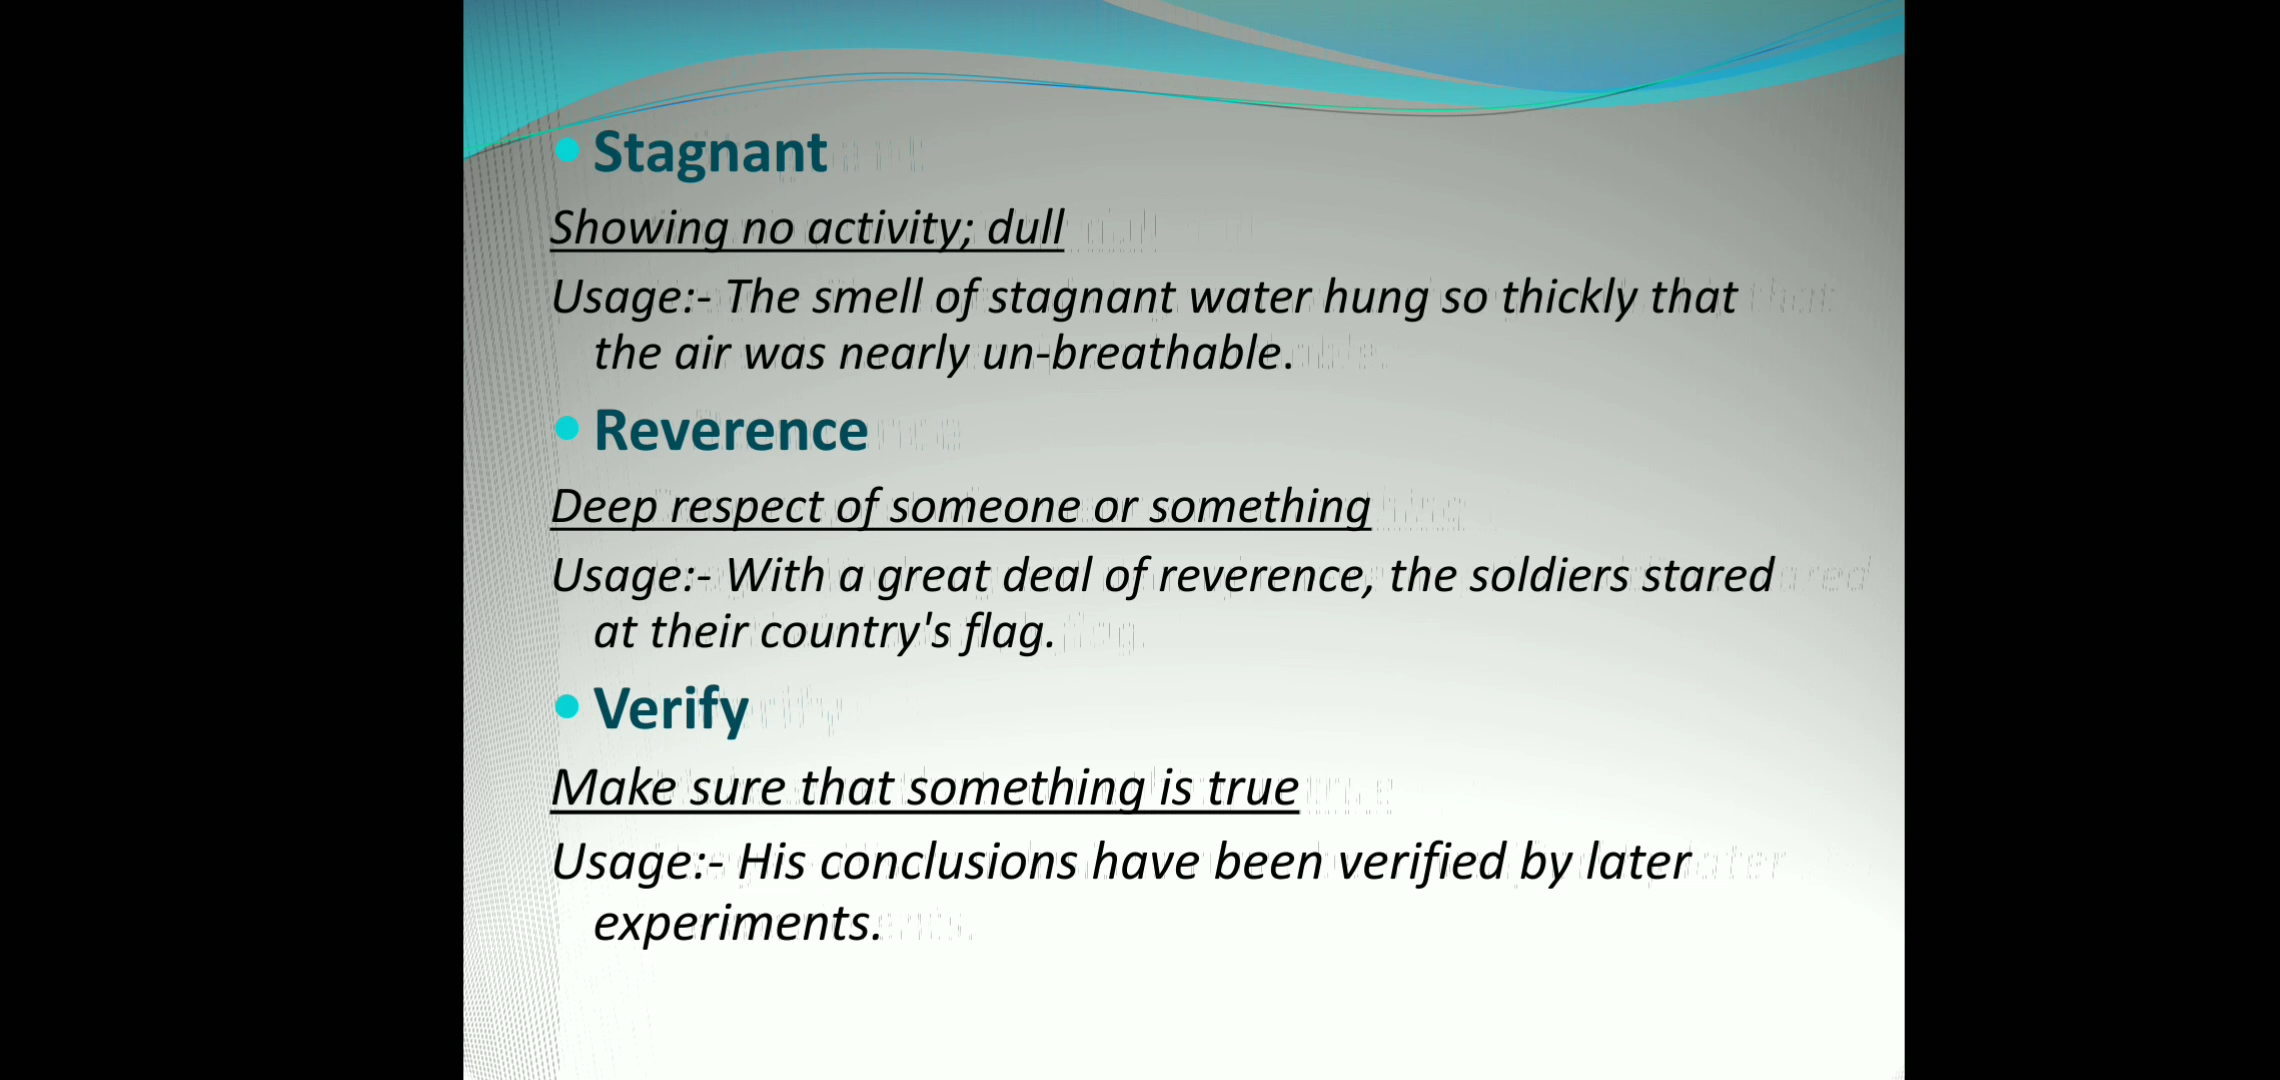 Stagnant
Showing no activity; dull
Usage:- The smell of stagnant water hung so thickly that
the air was nearly un-breathable.
Reverence
Deep respect of someone or something
Usage:- With a great deal of reverence, the soldiers stared
at their country's flag.
Verify
Make sure that something is true
Usage:- His conclusions have been verified by later
experiments.